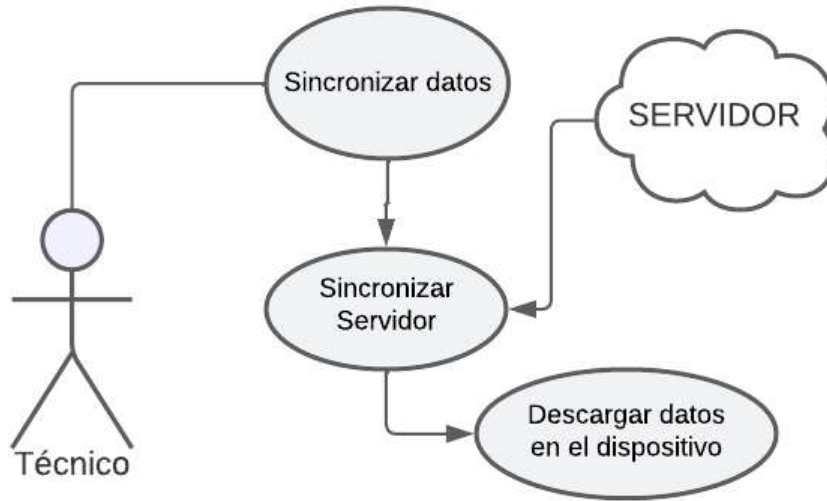 Sincronizar datos
SERVIDOR
Sincronizar
Servidor
Descargar datos
en el dispositivo
Técnico